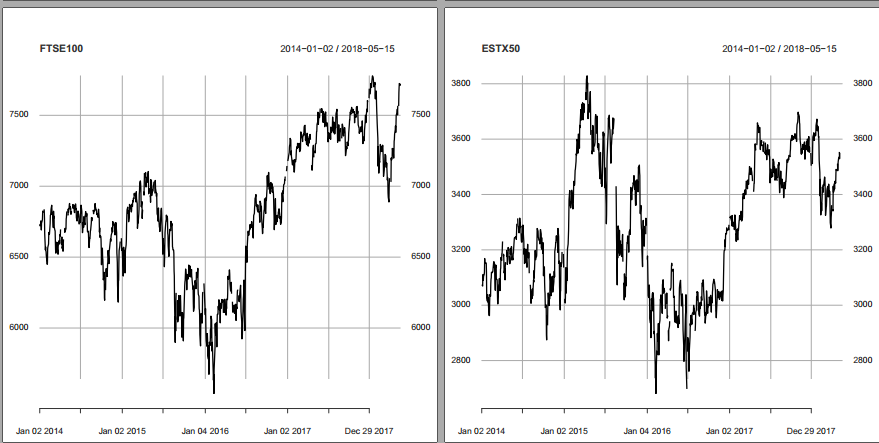 FTSE100 2014−01−02 / 2018−05−15
7500 7500
7000 7000
6500 6500
6000 6000
Jan 02 2014 Jan 02 2015 Jan 04 2016 Jan 02 2017 Dec 29 2017
ESTX50 2014−01−02 / 2018−05−15
3800 3800
3600 3600
3400 3400
3200 3200
3000 3000
2800 2800
Jan 02 2014 Jan 02 2015 Jan 04 2016 Jan 02 2017 Dec 29 2017